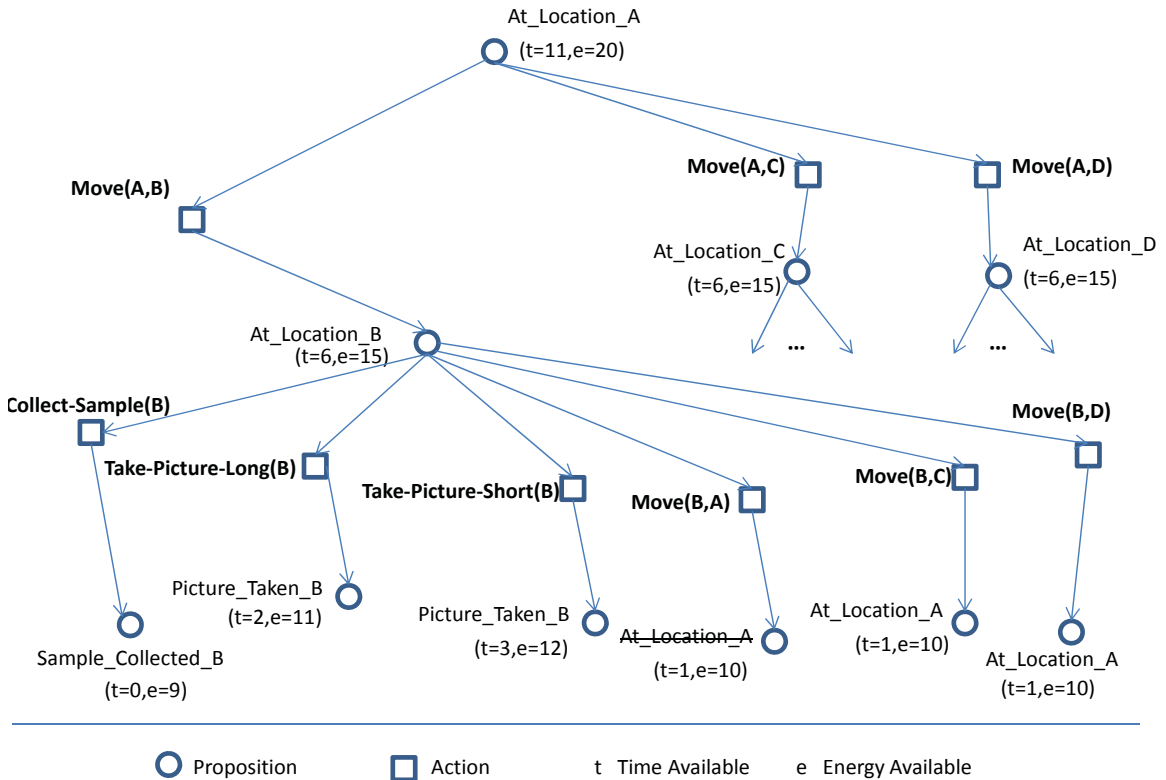 At_Location_A
(t=11,e=20)
Move(A,B)
Move(A,C)
Move(A,D)
At_Location_C
(t=6,e=15)
At_Location_D
(t=6,e=15)
...
...
At_Location_B
(t=6,e=15)
Collect-Sample(B)
Take-Picture-Long(B)
Take-Picture-Short(B)
Move(B,A)
Move(B,C)
Move(B,D)
Sample_Collected_B
(t=0,e=9)
Picture_Taken_B
(t=2,e=11)
Picture_Taken_B
(t=3,e=12)
At_Location_A
(t=1,e=10)
At_Location_A
(t=1,e=10)
At_Location_A
(t=1,e=10)
Proposition Action t Time Available e Energy Available